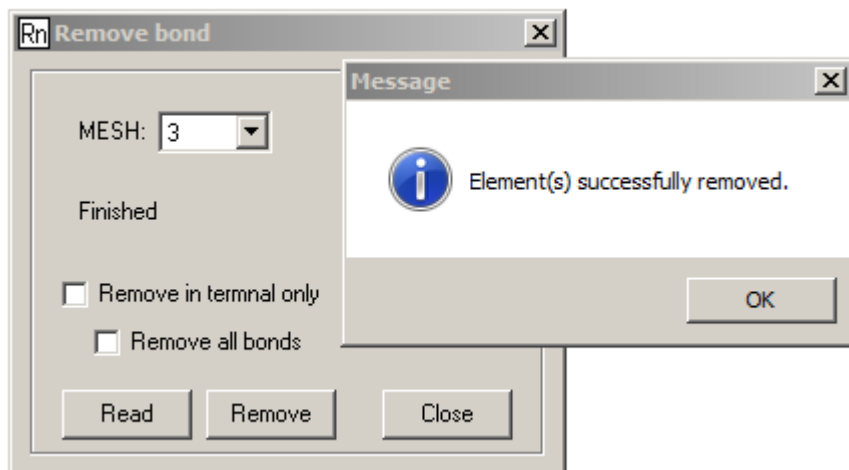 Rn Remove bond
Message
MESH: 3
Element(s) successfully removed.
Finished
Remove in termnal only
OK
Remove all bonds
Read Remove Close